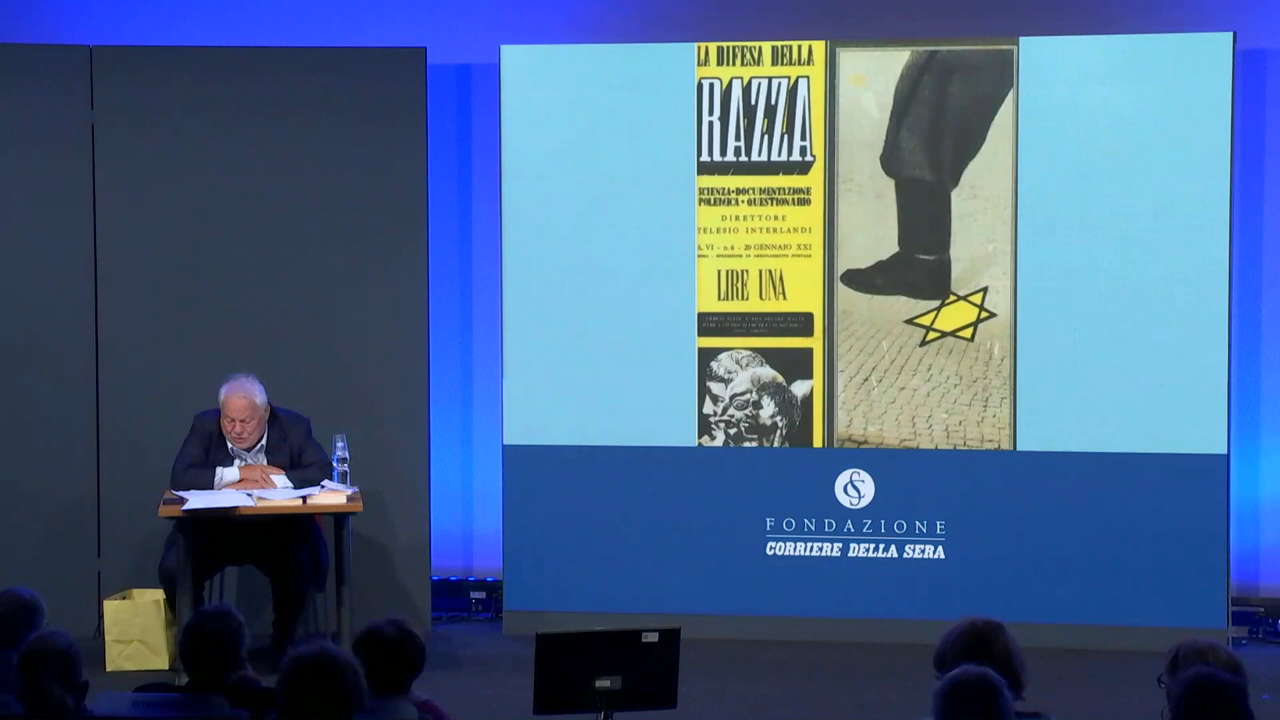 LA DIFESA DELLA
RAZZA
SCIENZA•DOCUMENTAZIONE
POLEMICA • QUESTIONARIO
DIRETTORE
TELESIO INTERLANDI
A. VI - n. 6 - 20 GENNAIO XXI
LIRE UNA
FONDAZIONE
CORRIERE DELLA SERA